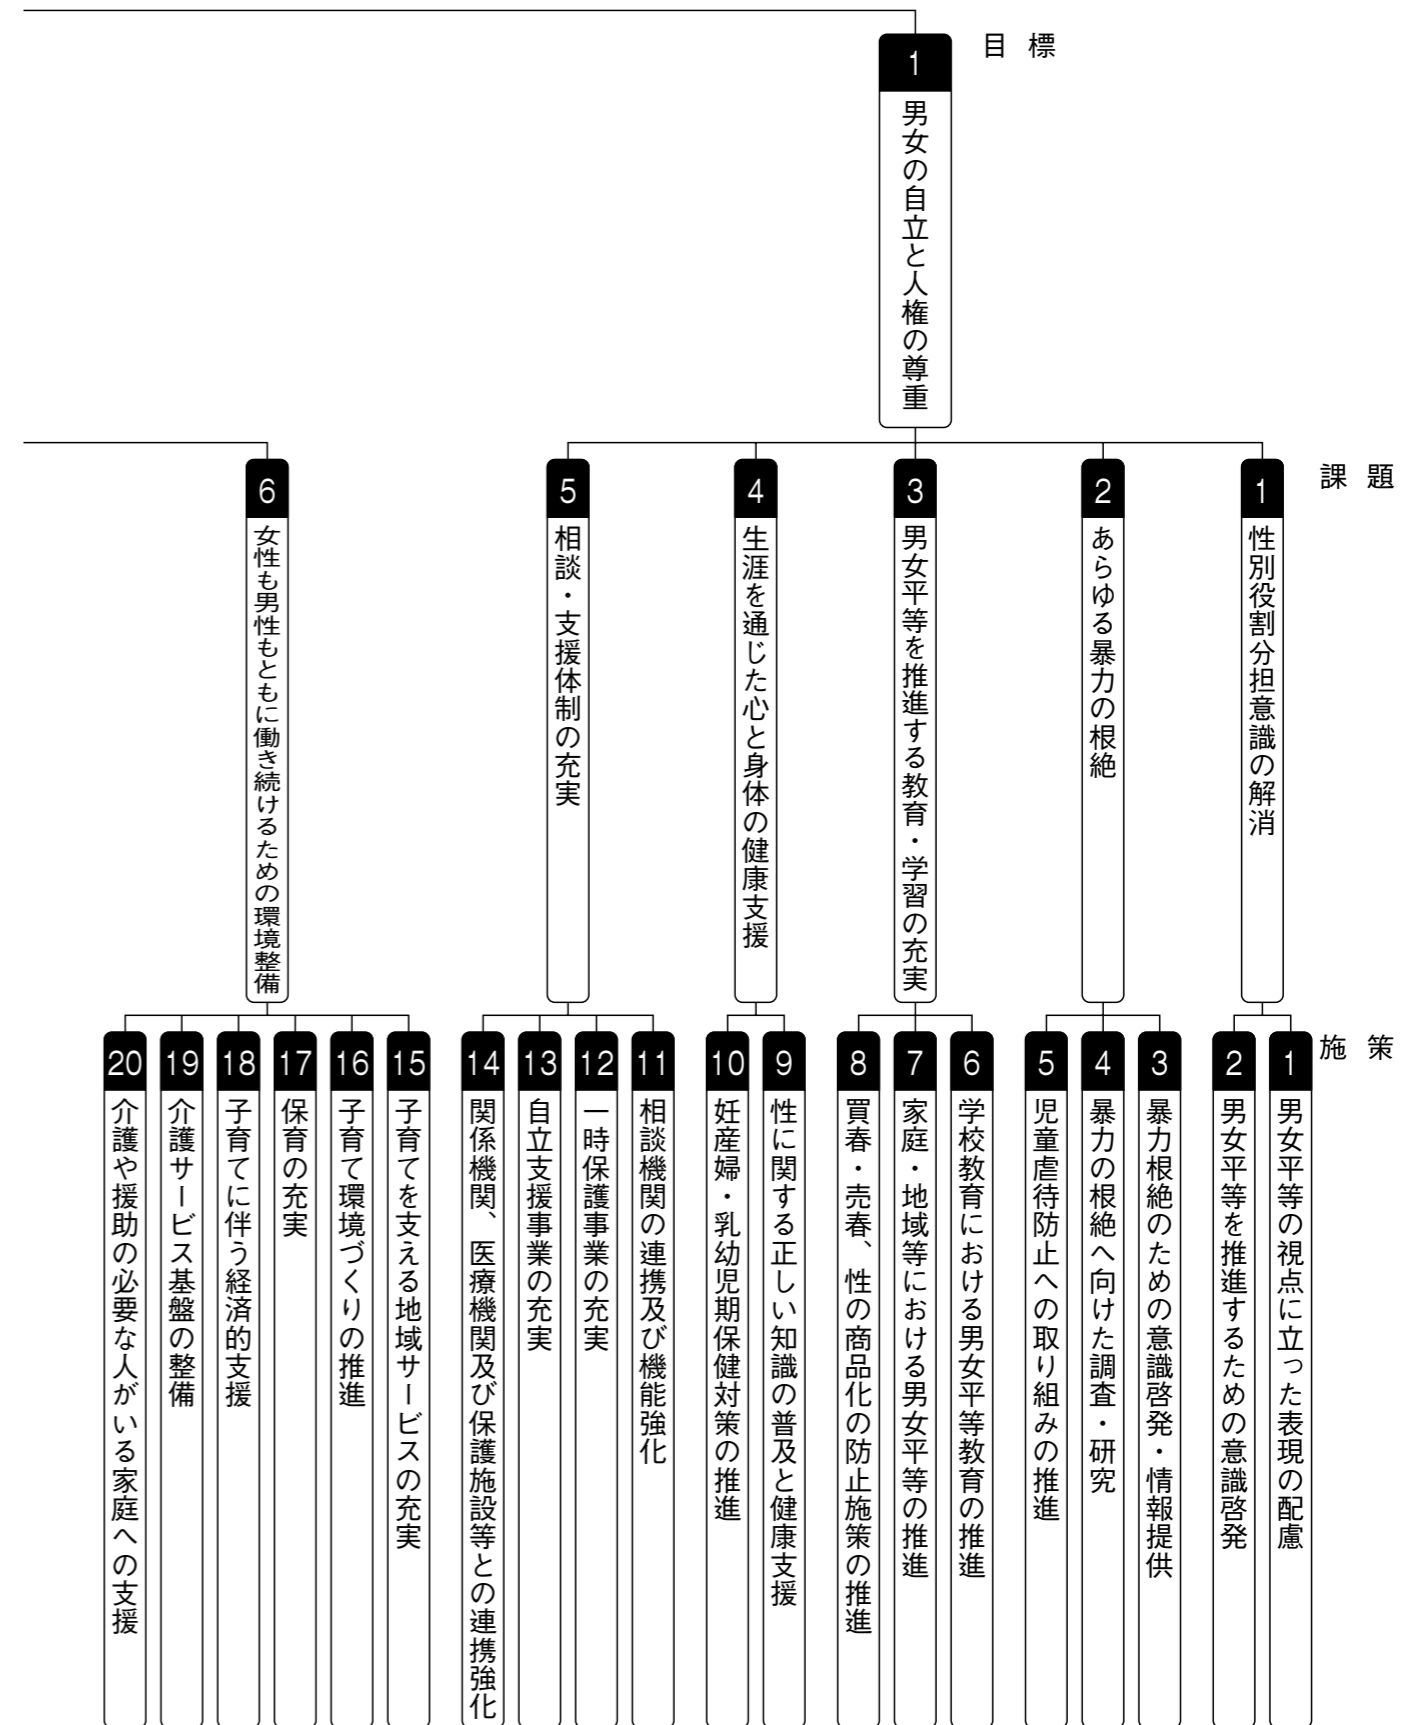 目標
1
男女の自立と人権の尊重
課題
1
性別役割分担意識の解消
2
あらゆる暴力の根絶
3
男女平等を推進する教育・学習の充実
4
生涯を通じた心と身体の健康支援
5
相談・支援体制の充実
6
女性も男性もともに働き続けるための環境整備
施策
1
男女平等の視点に立った表現の配慮
2
男女平等を推進するための意識啓発
3
暴力根絶のための意識啓発・情報提供
4
暴力の根絶へ向けた調査・研究
5
児童虐待防止への取り組みの推進
6
学校教育における男女平等教育の推進
7
家庭・地域等における男女平等の推進
8
買春・売春、性の商品化の防止施策の推進
9
性に関する正しい知識の普及と健康支援
10
妊産婦・乳幼児期保健対策の推進
11
相談機関の連携及び機能強化
12
一時保護事業の充実
13
自立支援事業の充実
14
関係機関、医療機関及び保護施設等との連携強化
15
子育てを支える地域サービスの充実
16
子育て環境づくりの推進
17
保育の充実
18
子育てに伴う経済的支援
19
介護サービス基盤の整備
20
介護や援助の必要な人がいる家庭への支援